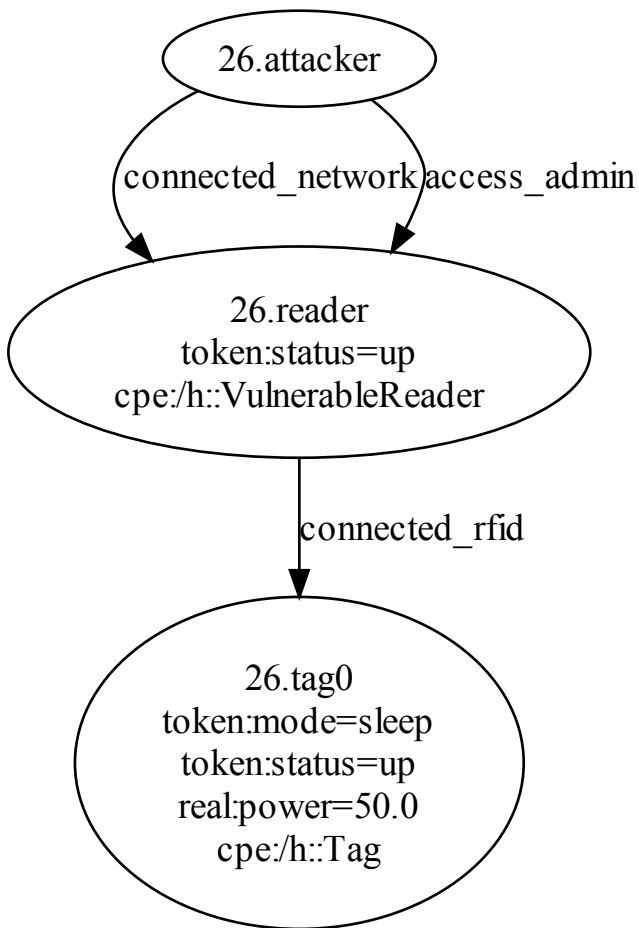 26.attacker
connected_network access_admin
26.reader
token:status=up
cpe:/h::VulnerableReader
connected_rfid
26.tag0
token:mode=sleep
token:status=up
real:power=50.0
cpe:/h::Tag